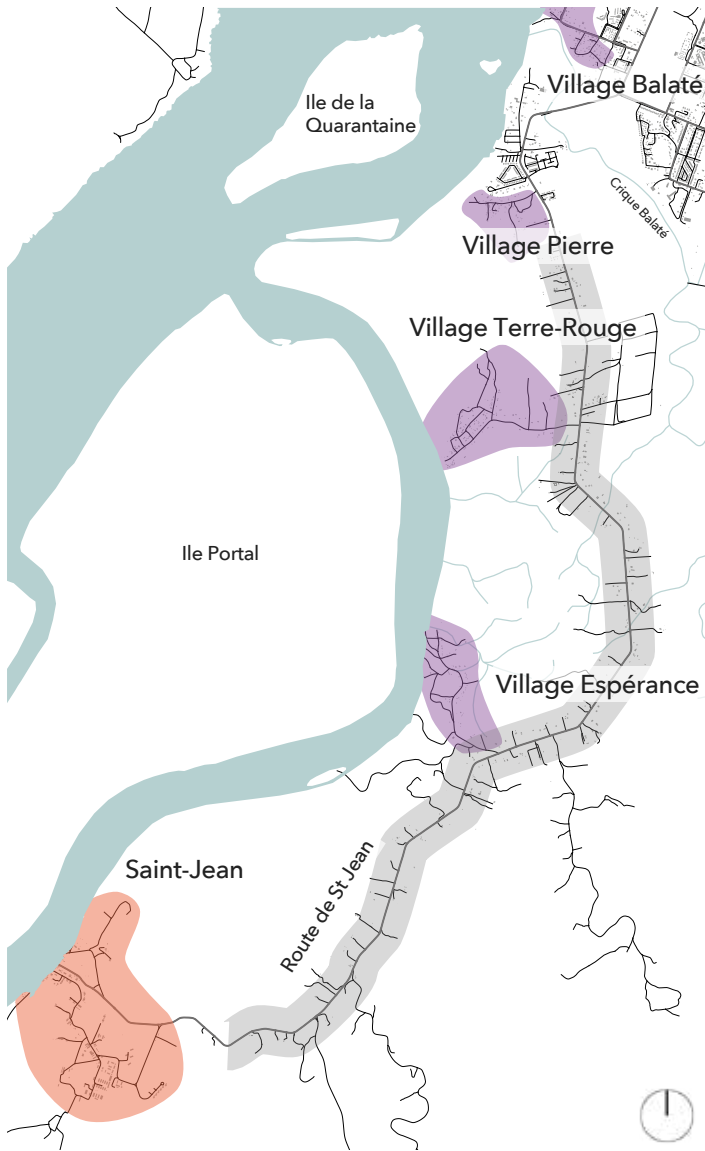 Village Balaté
Ile de la
Quarantaine
Crique Balaté
Village Pierre
Village Terre-Rouge
Ile Portal
Village Espérance
Saint-Jean
Route de St Jean